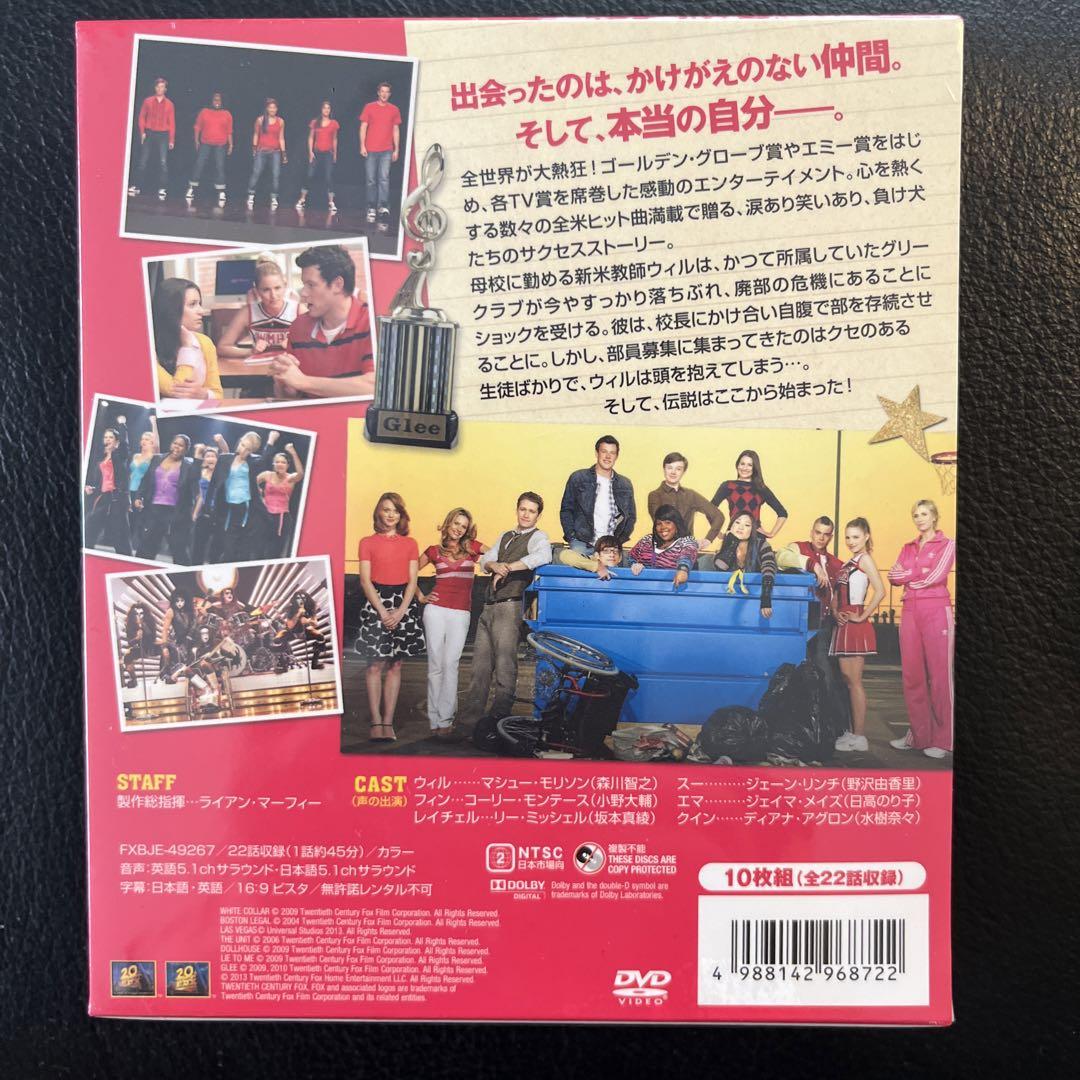 出会ったのは、かけがえのない仲間。
そして、本当の自分――。
全世界が大熱狂!ゴールデン・グローブ賞やエミー賞をはじ
め、各TV賞を席巻した感動のエンターテイメント。心を熱く
する数々の全米ヒット曲満載で贈る、涙あり笑いあり、負け犬
たちのサクセスストーリー。
母校に勤める新米教師ウィルは、かつて所属していたグリー
クラブが今やすっかり落ちぶれ、廃部の危機にあることに
ショックを受ける。彼は、校長にかけ合い自腹で部を存続させ
ることに。しかし、部員募集に集まってきたのはクセのある
生徒ばかりで、ウィルは頭を抱えてしまう…。
そして、伝説はここから始まった!
Glee
STAFF
製作総指揮…ライアン・マーフィー
CAST
(声の出演)
ウィル……マシュー・モリソン(森川智之)
フィン…コーリー・モンテース(小野大輔)
レイチェル…リー・ミッシェル(坂本真綾)
スー………ジェーン・リンチ(野沢由香里)
エマ………ジェイマ・メイズ(日髙のり子)
クイン……ディアナ・アグロン(水樹奈々)
FXBJE-49267/22話収録(1話約45分)/カラー
音声:英語5.1chサラウンド・日本語5.1chサラウンド
字幕:日本語・英語/16:9 ビスタ/無許諾レンタル不可
2 NTSC
日本市場向
複製不能
THESE DISCS ARE
COPY PROTECTED
DOLBY
DIGITAL
Dolby and the double-D symbol are
trademarks of Dolby Laboratories.
10枚組(全22話収録)
WHITE COLLAR © 2009 Twentieth Century Fox Film Corporation. All Rights Reserved.
BOSTON LEGAL © 2004 Twentieth Century Fox Film Corporation. All Rights Reserved.
LAS VEGAS © Universal Studios 2013. All Rights Reserved.
THE UNIT © 2006 Twentieth Century Fox Film Corporation. All Rights Reserved.
DOLLHOUSE © 2009 Twentieth Century Fox Film Corporation. All Rights Reserved.
LIE TO ME © 2009 Twentieth Century Fox Film Corporation. All Rights Reserved.
GLEE © 2009, 2010 Twentieth Century Fox Film Corporation. All Rights Reserved.
© 2013 Twentieth Century Fox Home Entertainment LLC. All Rights Reserved.
TWENTIETH CENTURY FOX, FOX and associated logos are trademarks of
Twentieth Century Fox Film Corporation and its related entities.
DVD
VIDEO
4 988142 968722